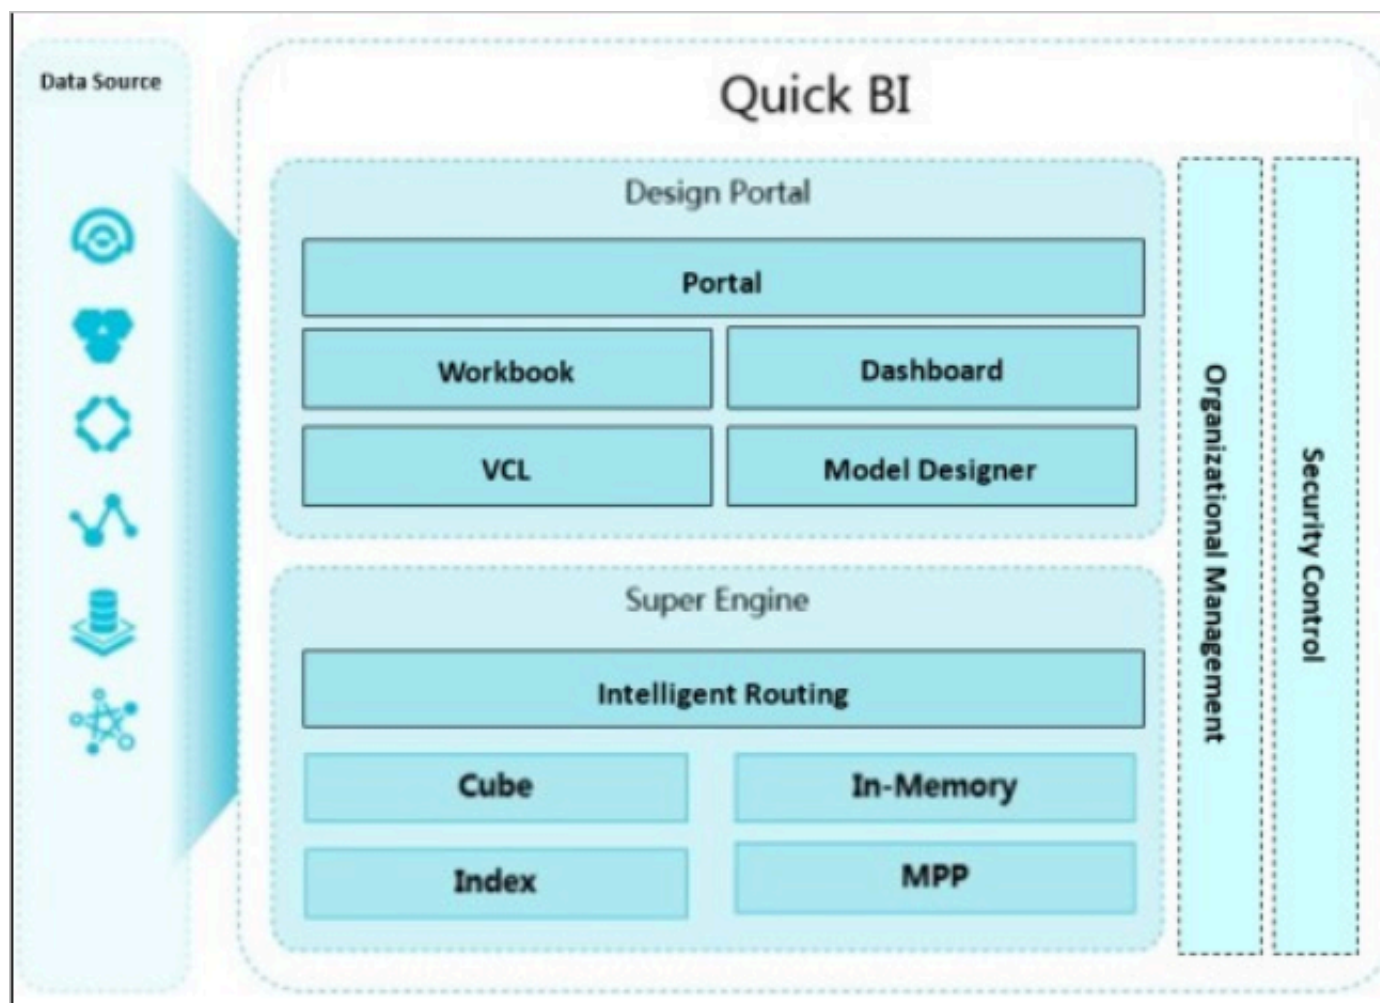 Data Source
Quick BI
Design Portal
Portal
Workbook
Dashboard
VCL
Model Designer
Super Engine
Intelligent Routing
Cube
In-Memory
Index
MPP
Organizational Management
Security Control